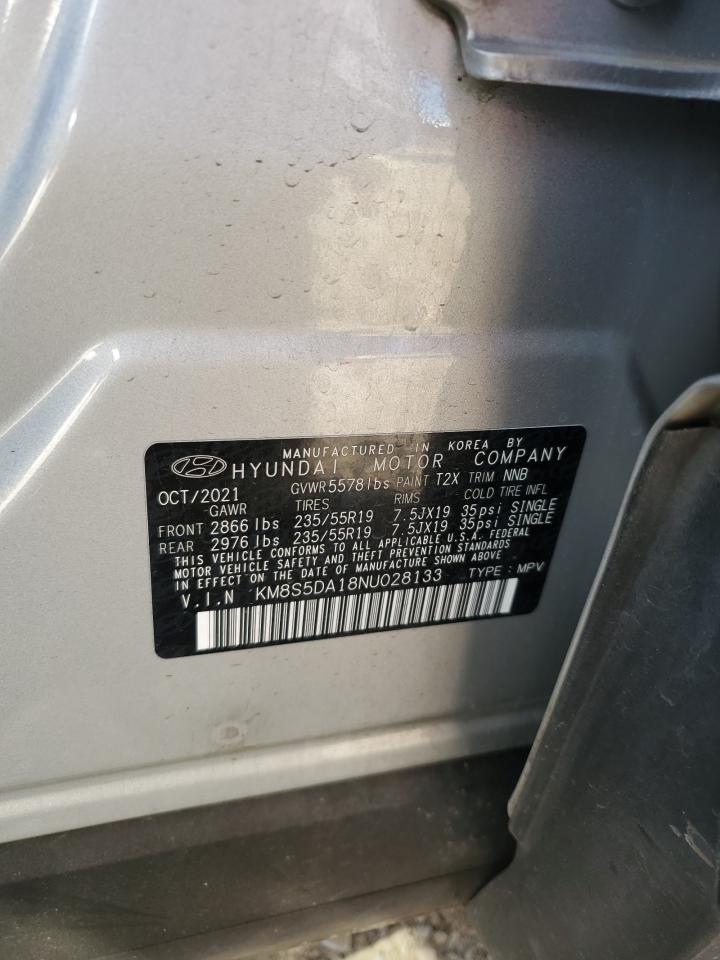 MANUFACTURED IN KOREA BY
HYUNDAI MOTOR COMPANY
OCT/2021 GVWR 5578 lbs PAINT T2X TRIM NNB
GAWR TIRES RIMS COLD TIRE INFL
FRONT 2866 lbs 235/55R19 7.5JX19 35psi SINGLE
REAR 2976 lbs 235/55R19 7.5JX19 35psi SINGLE
THIS VEHICLE CONFORMS TO ALL APPLICABLE U.S.A. FEDERAL
MOTOR VEHICLE SAFETY AND THEFT PREVENTION STANDARDS
IN EFFECT ON THE DATE OF MANUFACTURE SHOWN ABOVE.
V.I.N KM8S5DA18NU028133 TYPE : MPV